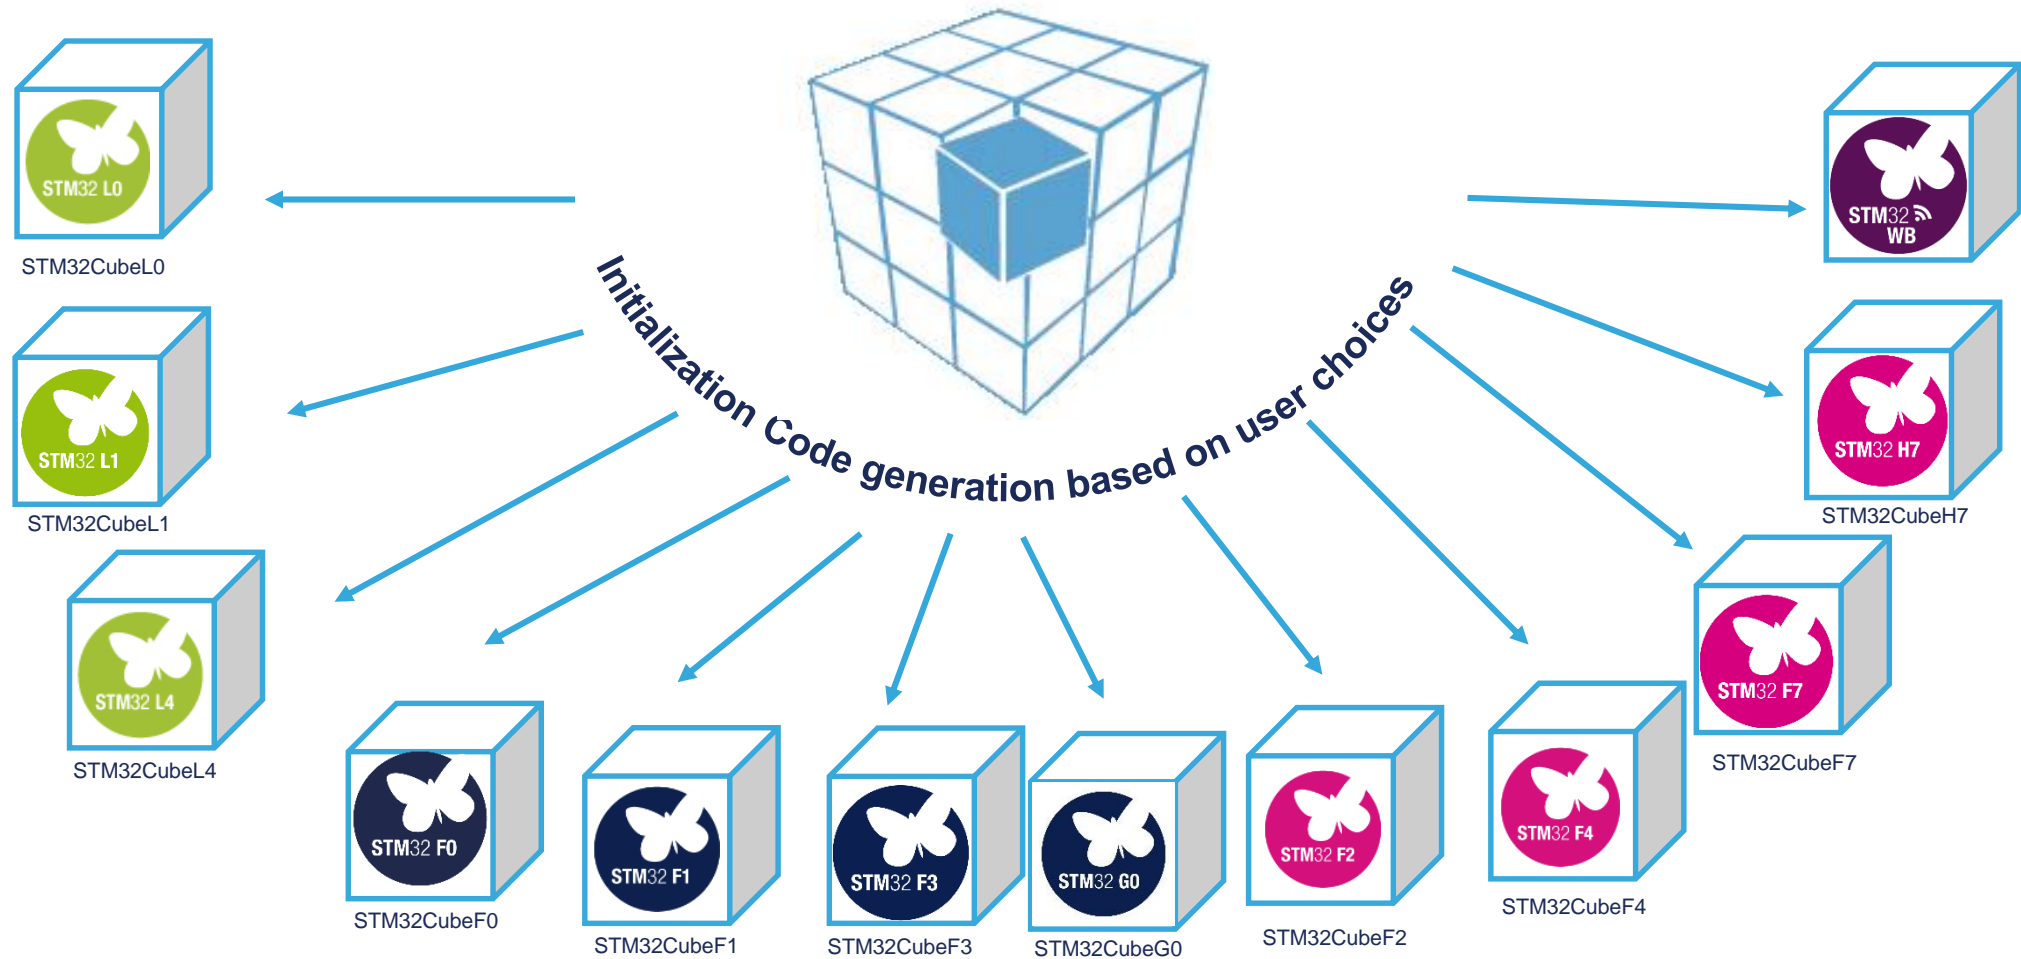 STM32 L0
STM32CubeL0
STM32 L1
STM32CubeL1
STM32 L4
STM32CubeL4
STM32 F0
STM32CubeF0
STM32 F1
STM32CubeF1
STM32 F3
STM32CubeF3
STM32 G0
STM32CubeG0
STM32 F2
STM32CubeF2
STM32 F4
STM32CubeF4
STM32 F7
STM32CubeF7
STM32 H7
STM32CubeH7
STM32
WB
Initialization Code generation based on user choices